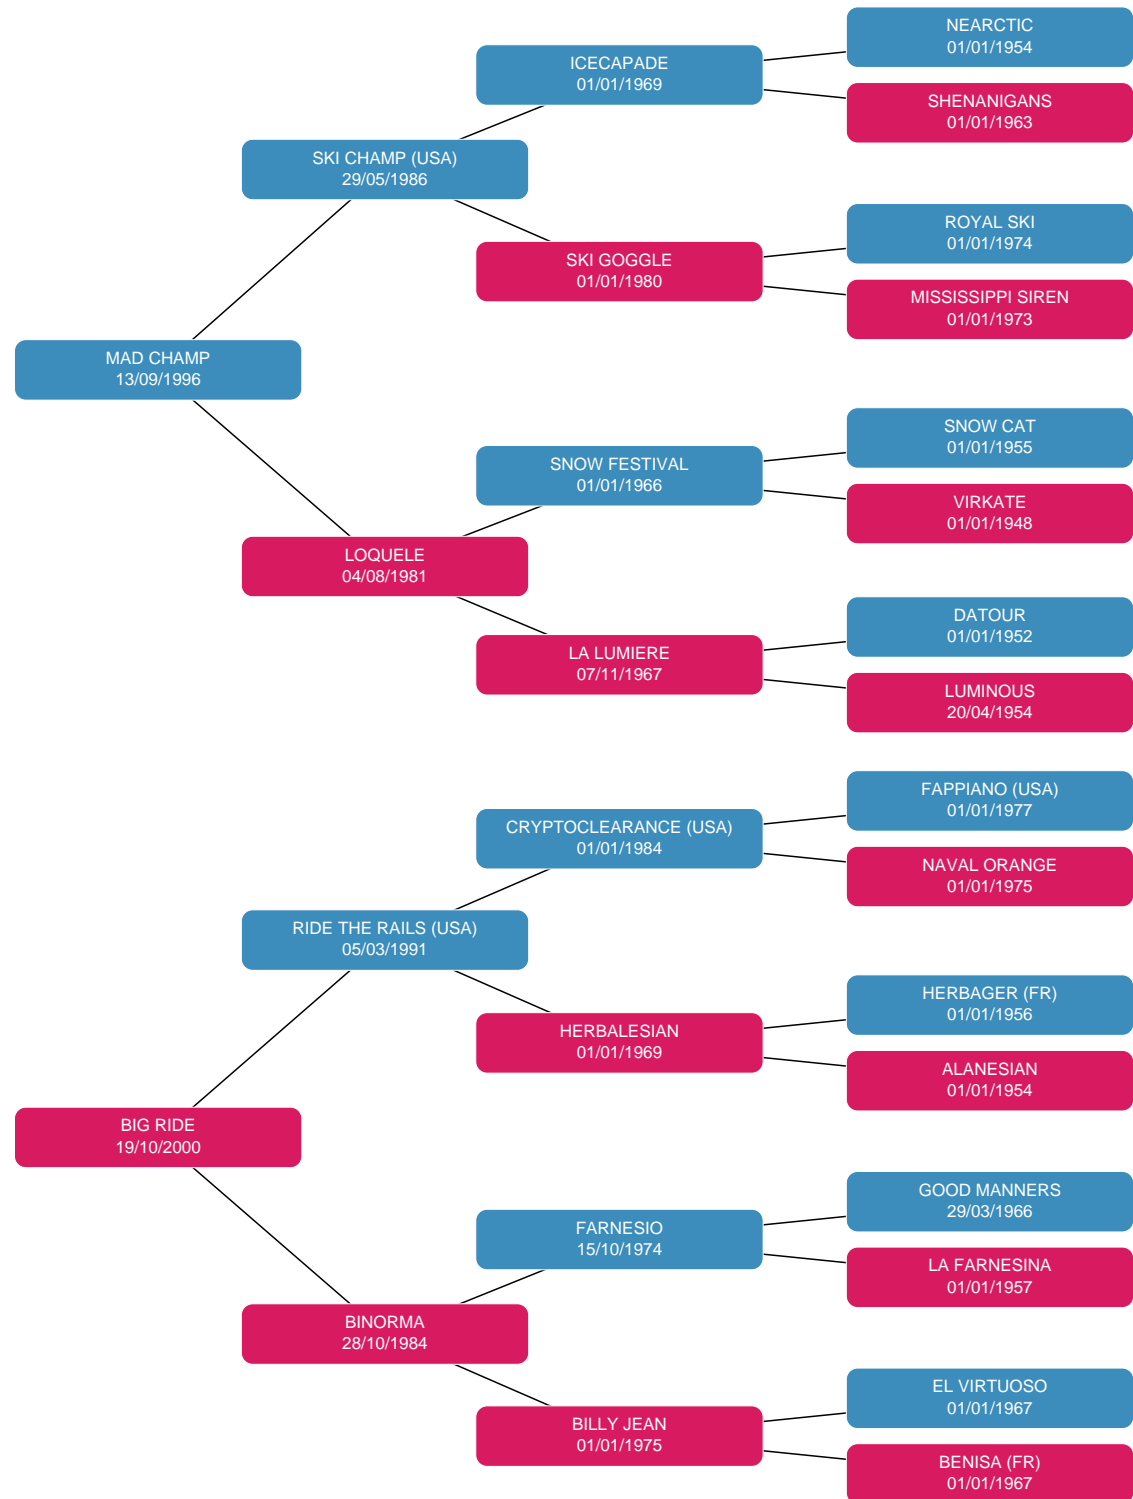 NEARCTIC
01/01/1954
ICECAPADE
01/01/1969
SHENANIGANS
01/01/1963
SKI CHAMP (USA)
29/05/1986
ROYAL SKI
01/01/1974
SKI GOGGLE
01/01/1980
MISSISSIPPI SIREN
01/01/1973
MAD CHAMP
13/09/1996
SNOW CAT
01/01/1955
SNOW FESTIVAL
01/01/1966
VIRKATE
01/01/1948
LOQUELE
04/08/1981
DATOUR
01/01/1952
LA LUMIERE
07/11/1967
LUMINOUS
20/04/1954
FAPPIANO (USA)
01/01/1977
CRYPTOCLEARANCE (USA)
01/01/1984
NAVAL ORANGE
01/01/1975
RIDE THE RAILS (USA)
05/03/1991
HERBAGER (FR)
01/01/1956
HERBALESIAN
01/01/1969
ALANESIAN
01/01/1954
BIG RIDE
19/10/2000
GOOD MANNERS
29/03/1966
FARNESIO
15/10/1974
LA FARNESINA
01/01/1957
BINORMA
28/10/1984
EL VIRTUOSO
01/01/1967
BILLY JEAN
01/01/1975
BENISA (FR)
01/01/1967